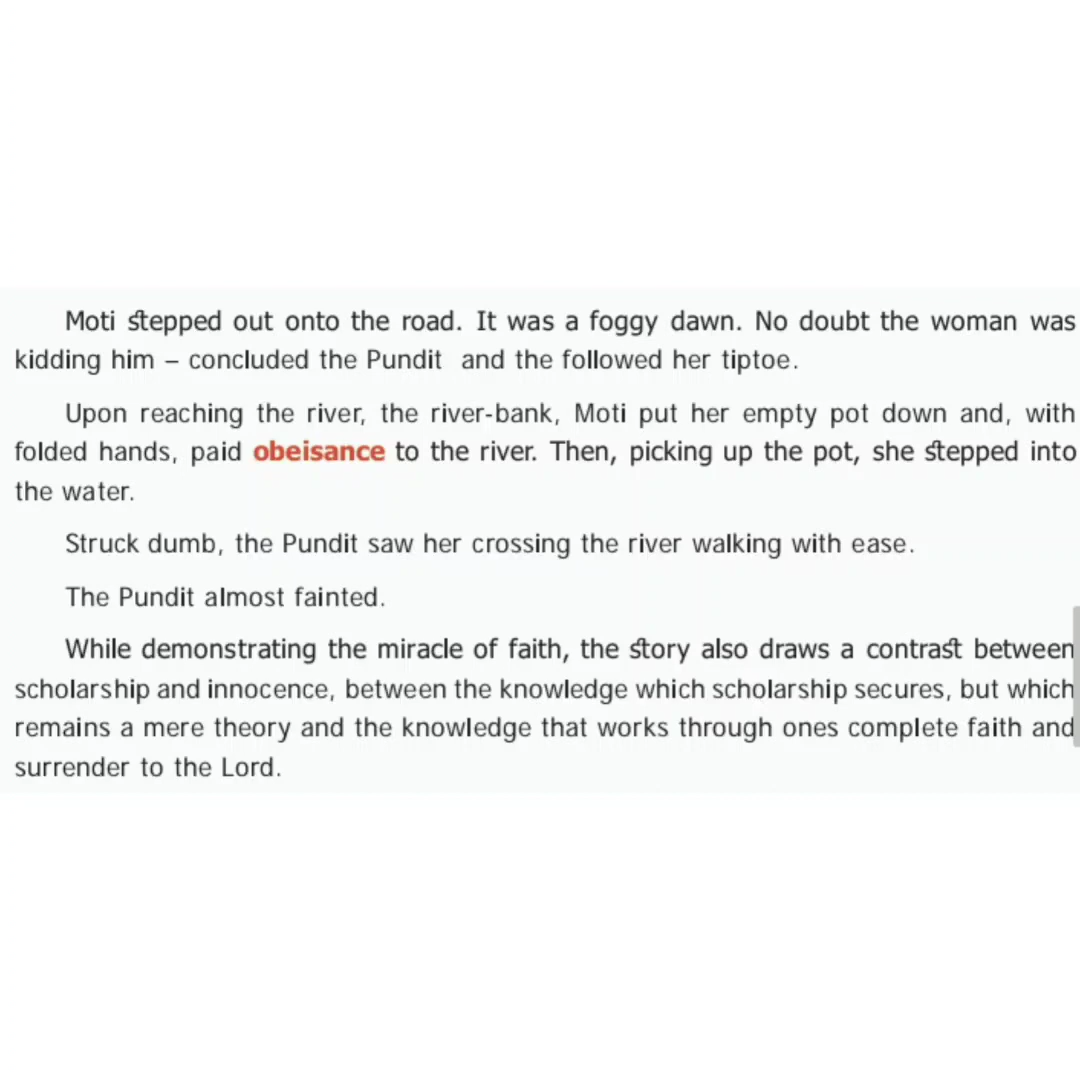 Moti stepped out onto the road. It was a foggy dawn. No doubt the woman was
kidding him – concluded the Pundit and the followed her tiptoe.
Upon reaching the river, the river-bank, Moti put her empty pot down and, with
folded hands, paid obeisance to the river. Then, picking up the pot, she stepped into
the water.
Struck dumb, the Pundit saw her crossing the river walking with ease.
The Pundit almost fainted.
While demonstrating the miracle of faith, the story also draws a contrast between
scholarship and innocence, between the knowledge which scholarship secures, but which
remains a mere theory and the knowledge that works through ones complete faith and
surrender to the Lord.